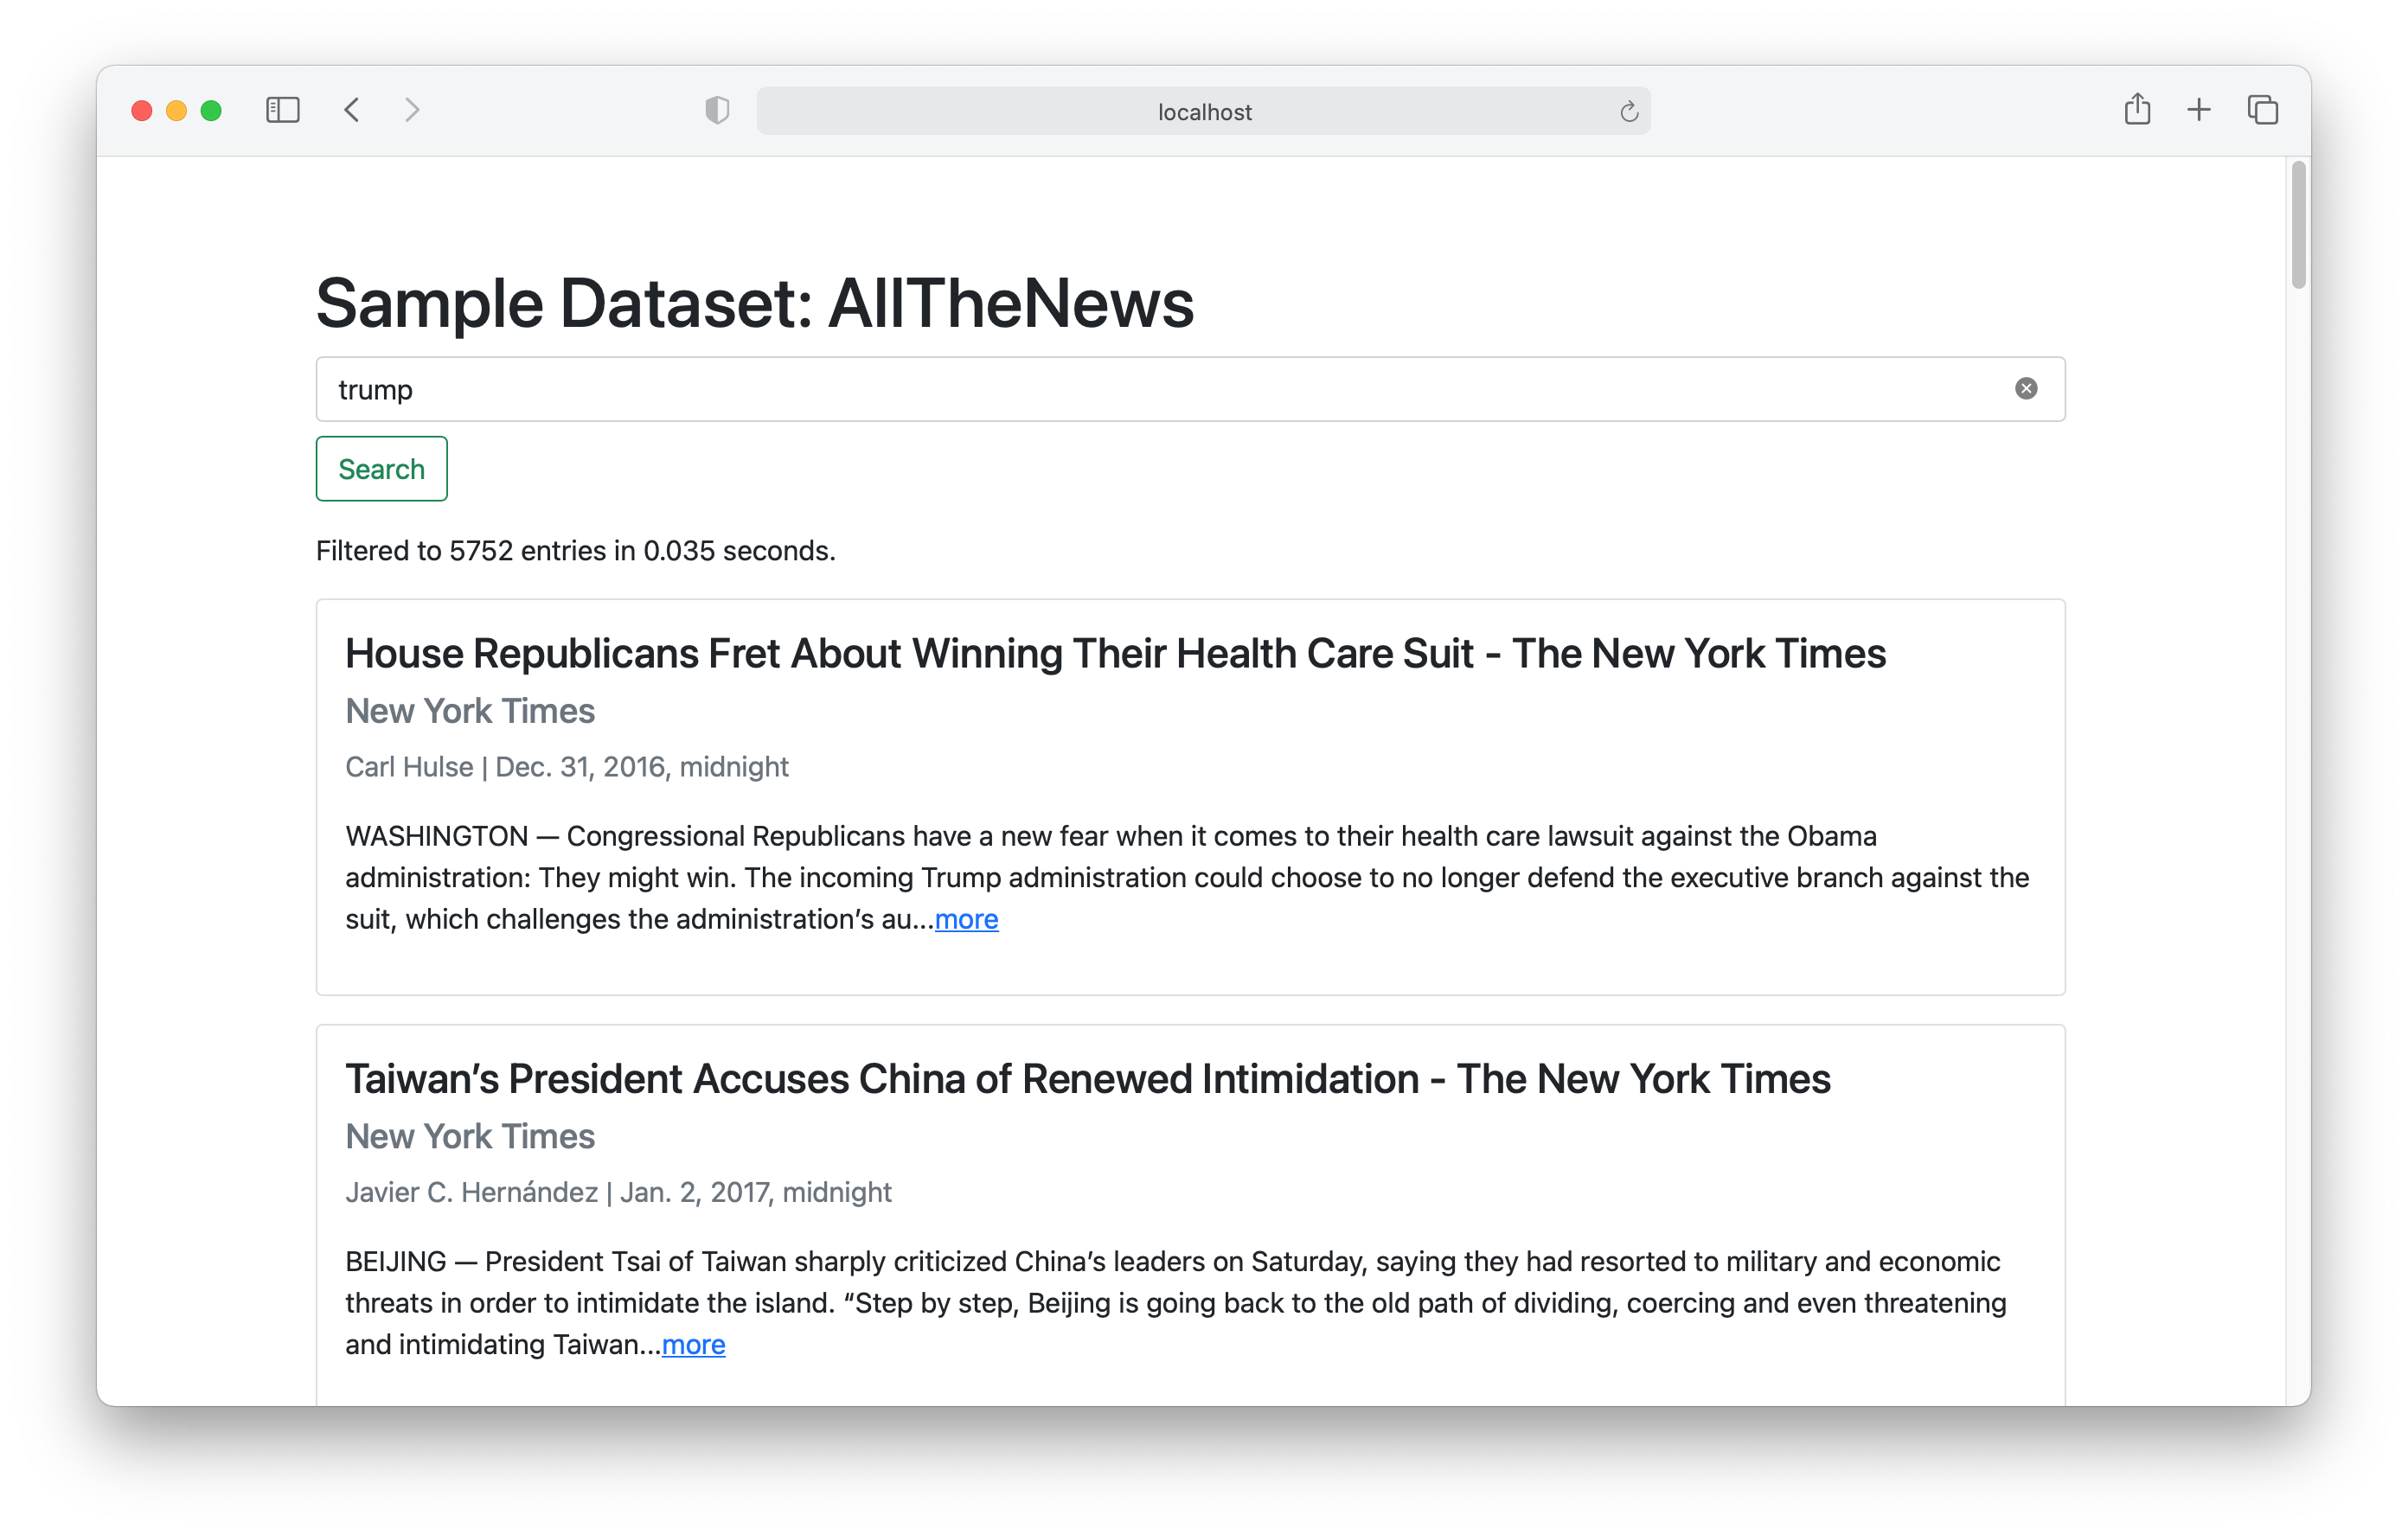 localhost
Sample Dataset: AllTheNews
trump
Search
Filtered to 5752 entries in 0.035 seconds.
House Republicans Fret About Winning Their Health Care Suit - The New York Times
New York Times
Carl Hulse | Dec. 31, 2016, midnight
WASHINGTON — Congressional Republicans have a new fear when it comes to their health care lawsuit against the Obama
administration: They might win. The incoming Trump administration could choose to no longer defend the executive branch against the
suit, which challenges the administration’s au...more
Taiwan’s President Accuses China of Renewed Intimidation - The New York Times
New York Times
Javier C. Hernández | Jan. 2, 2017, midnight
BEIJING — President Tsai of Taiwan sharply criticized China’s leaders on Saturday, saying they had resorted to military and economic
threats in order to intimidate the island. “Step by step, Beijing is going back to the old path of dividing, coercing and even threatening
and intimidating Taiwan...more